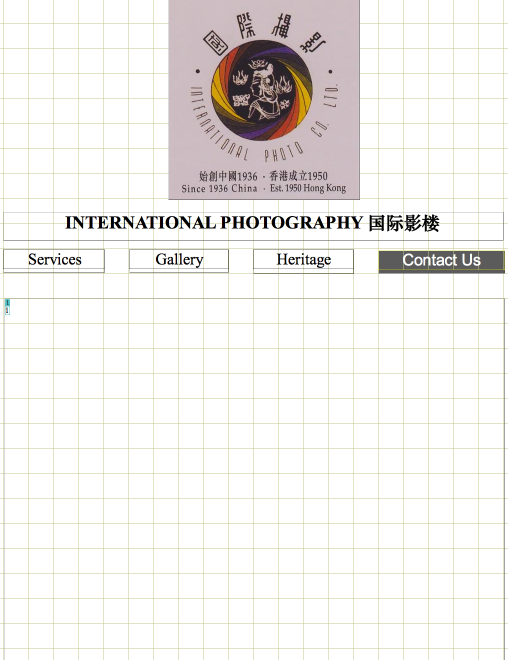 國際攝影
INTERNATIONAL PHOTO CO. LTD.
始創中國1936 · 香港成立1950
Since 1936 China · Est. 1950 Hong Kong
INTERNATIONAL PHOTOGRAPHY 国际影楼
Services Gallery Heritage Contact Us